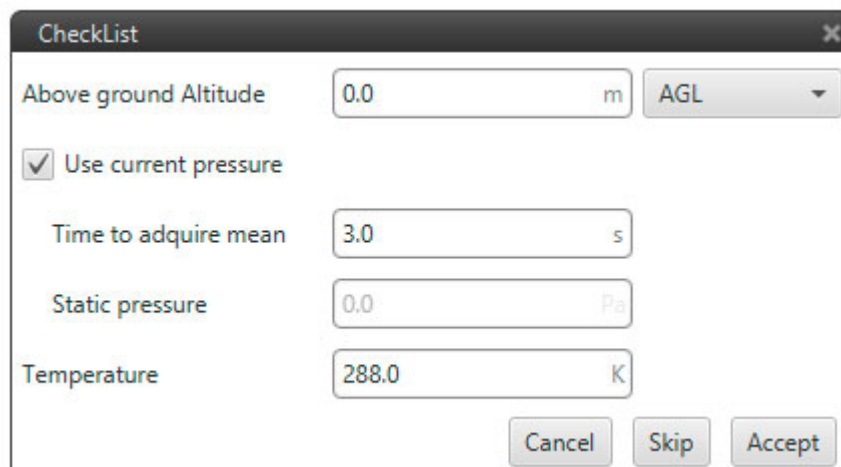 CheckList
Above ground Altitude 0.0 m AGL
Use current pressure
Time to adquire mean 3.0 s
Static pressure 0.0 Pa
Temperature 288.0 K
Cancel Skip Accept